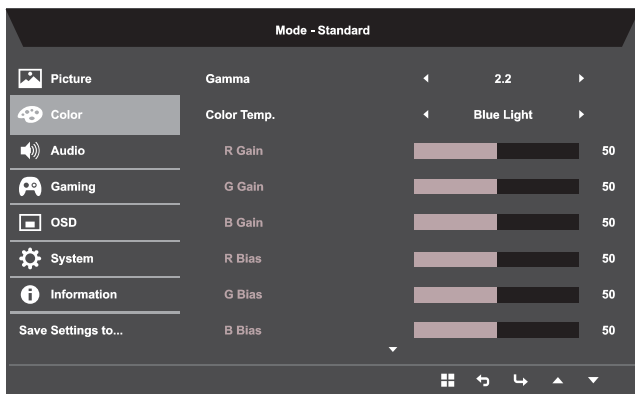 Mode - Standard
Picture
Gamma 2.2
Color
Color Temp. Blue Light
Audio
R Gain 50
Gaming
G Gain 50
OSD
B Gain 50
System
R Bias 50
Information
G Bias 50
Save Settings to...
B Bias 50